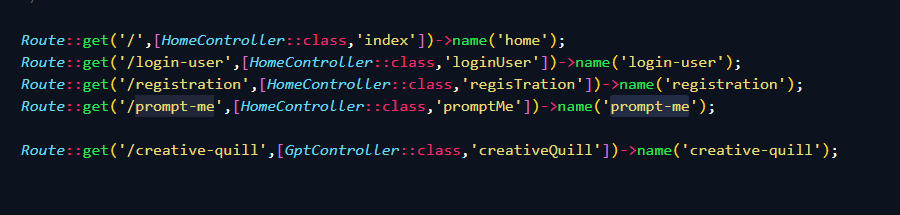 Route::get('/',[HomeController::class,'index'])->name('home');
Route::get('/login-user',[HomeController::class,'loginUser'])->name('login-user');
Route::get('/registration',[HomeController::class,'regisTration'])->name('registration');
Route::get('/prompt-me',[HomeController::class,'promptMe'])->name('prompt-me');
Route::get('/creative-quill',[GptController::class,'creativeQuill'])->name('creative-quill');